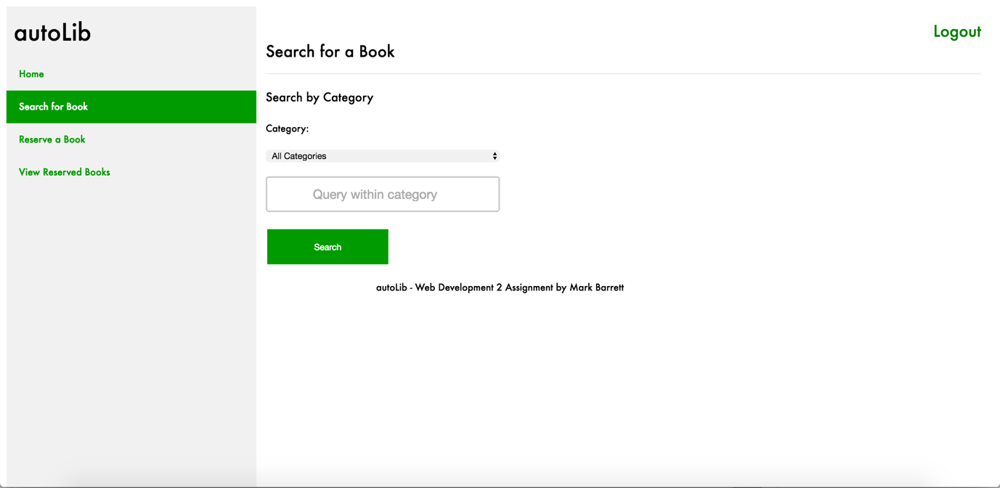 autoLib
Home
Search for Book
Reserve a Book
View Reserved Books
Logout
Search for a Book
Search by Category
Category:
All Categories
Query within category
Search
autoLib - Web Development 2 Assignment by Mark Barrett